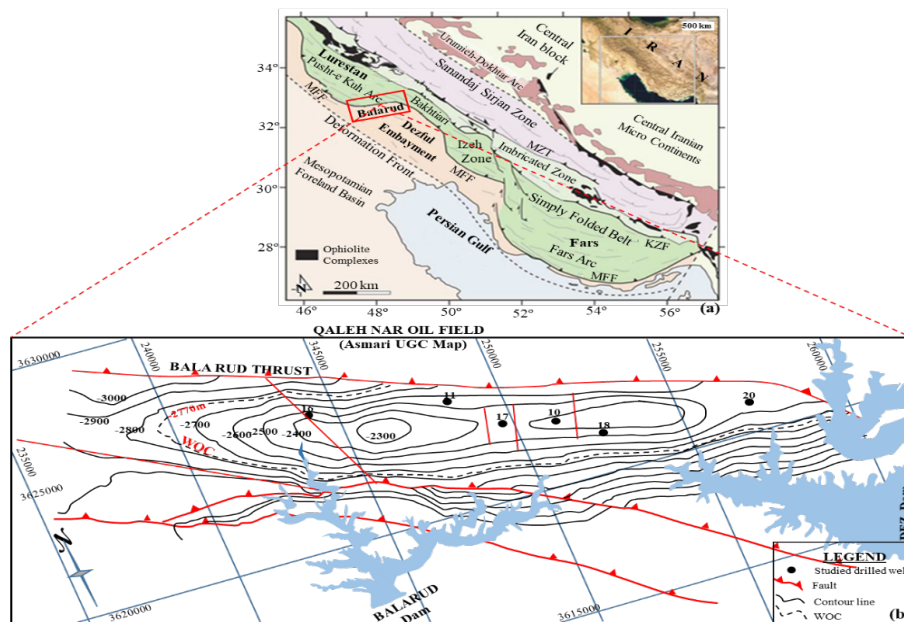 500 km
I R A N
Central
Iran block
Urumieh-Dokhtar Arc
Sanandaj Sirjan Zone
Central Iranian
Micro Continents
34°
32°
30°
28°
Lurestan
Pusht-e Kuh Arc
MFF
Balarud
Bakhtiari
Dezful
Embayment
Deformation Front
Izeh
Zone
MZT
Imbricated Zone
MFF
Mesopotamian
Foreland Basin
Persian Gulf
Simply Folded Belt
Fars
Fars Arc
KZF
MFF
Ophiolite
Complexes
N
200 km
46°
48°
50°
52°
54°
56°
(a)
QALEH NAR OIL FIELD
(Asmari UGC Map)
3630000
240000
345000
250000
255000
260000
BALA RUD THRUST
-3000
-2900
-2800
-2770m
-2700
-2600
-2500
-2400
-2300
WOC
16
11
17
10
18
20
235000
3625000
3620000
3615000
N
BALARUD
Dam
DEZ Dam
LEGEND
Studied drilled well
Fault
Contour line
WOC
(b)